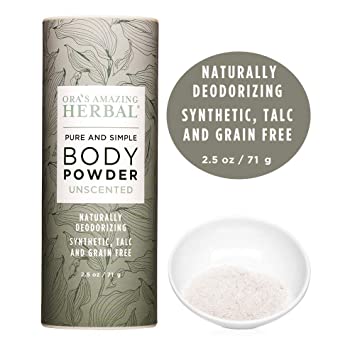 ORA'S AMAZING
HERBAL
PURE AND SIMPLE
BODY
POWDER
UNSCENTED
NATURALLY
DEODORIZING
SYNTHETIC, TALC
AND GRAIN FREE
2.5 oz / 71 g
NATURALLY
DEODORIZING
SYNTHETIC, TALC
AND GRAIN FREE
2.5 oz / 71 g